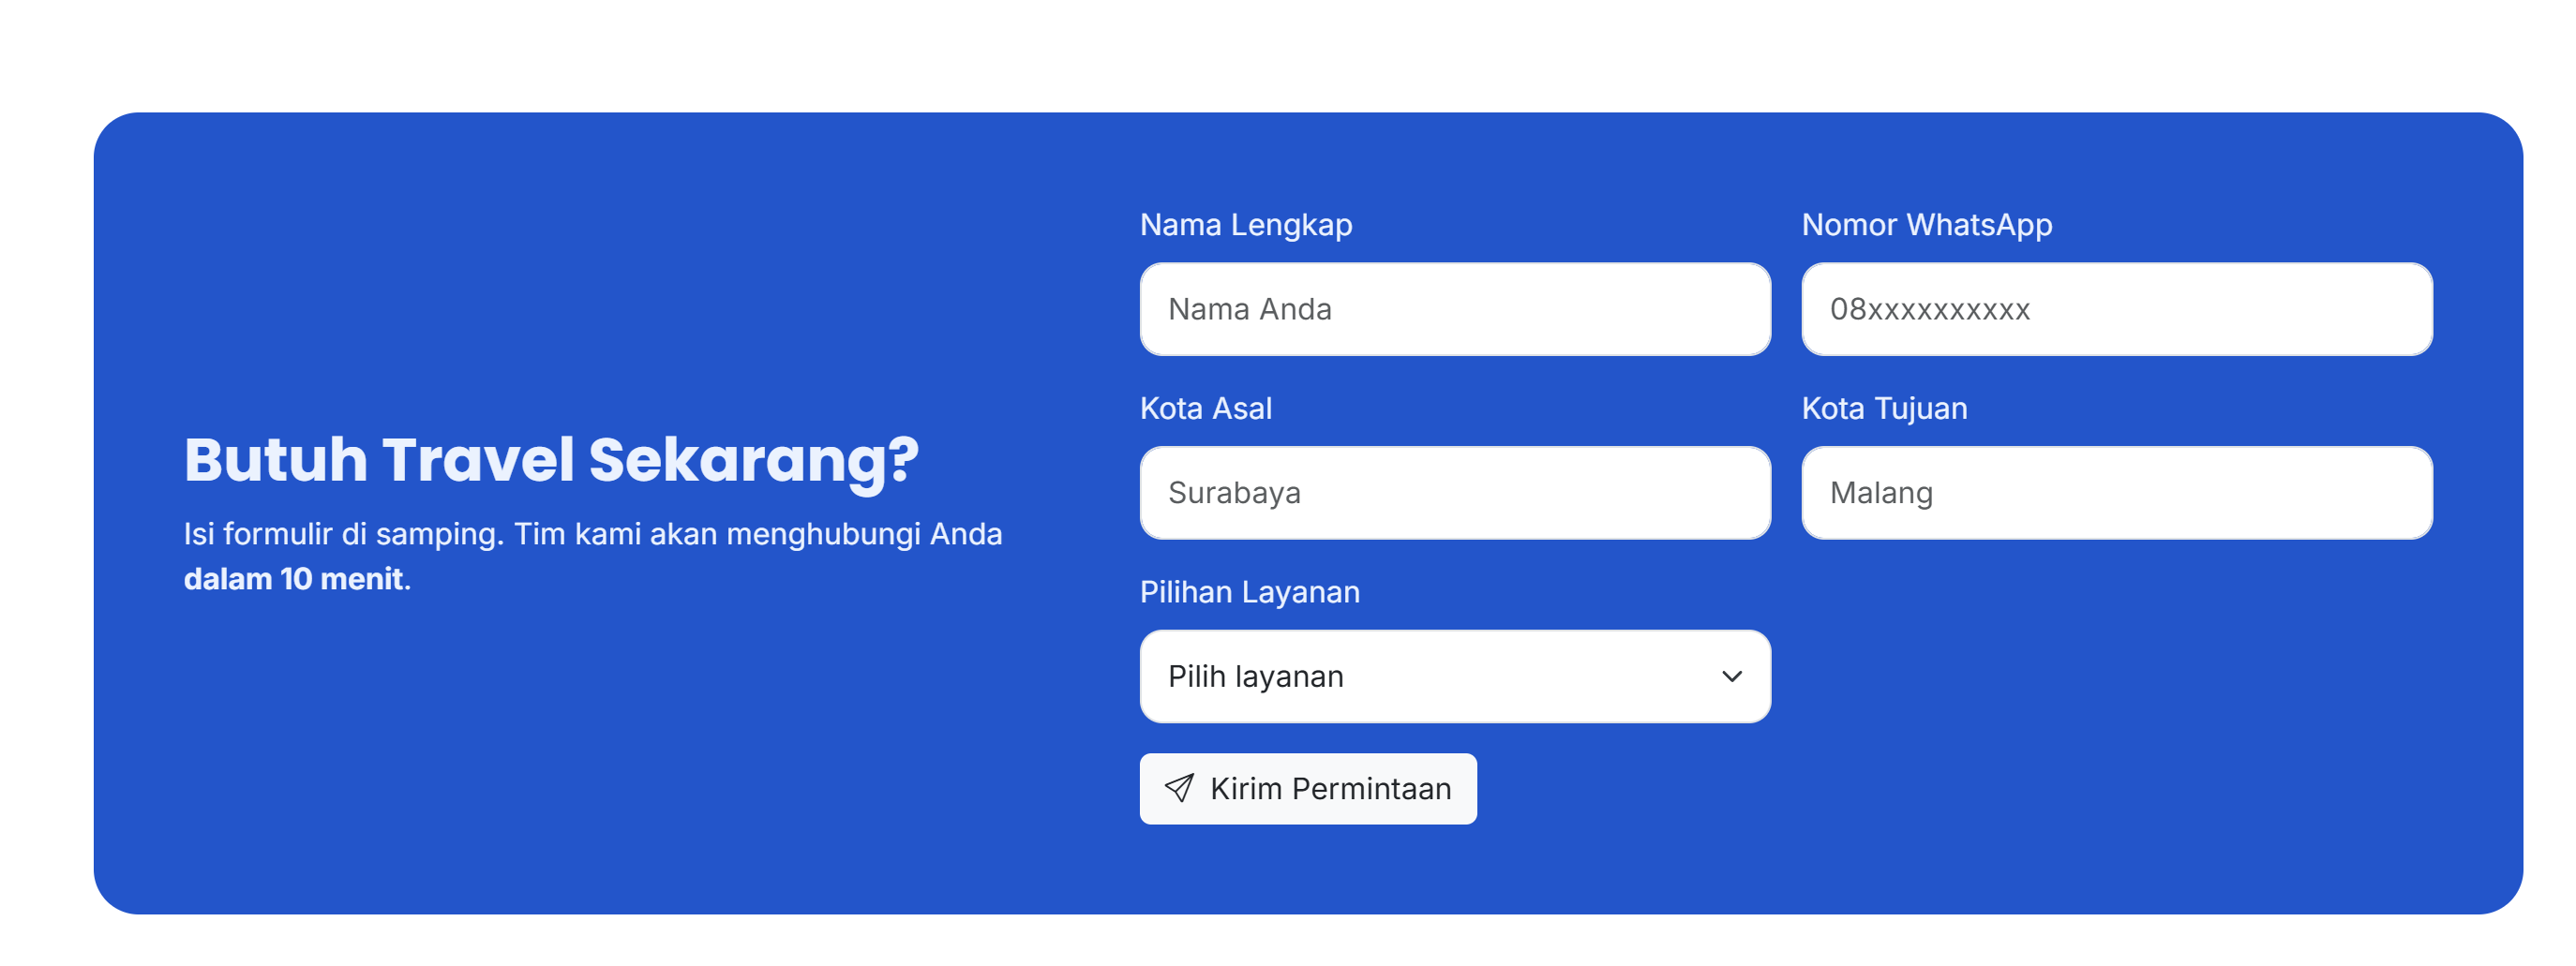 Butuh Travel Sekarang?
Isi formulir di samping. Tim kami akan menghubungi Anda
dalam 10 menit.
Nama Lengkap
Nama Anda
Nomor WhatsApp
08xxxxxxxxxx
Kota Asal
Surabaya
Kota Tujuan
Malang
Pilihan Layanan
Pilih layanan
Kirim Permintaan